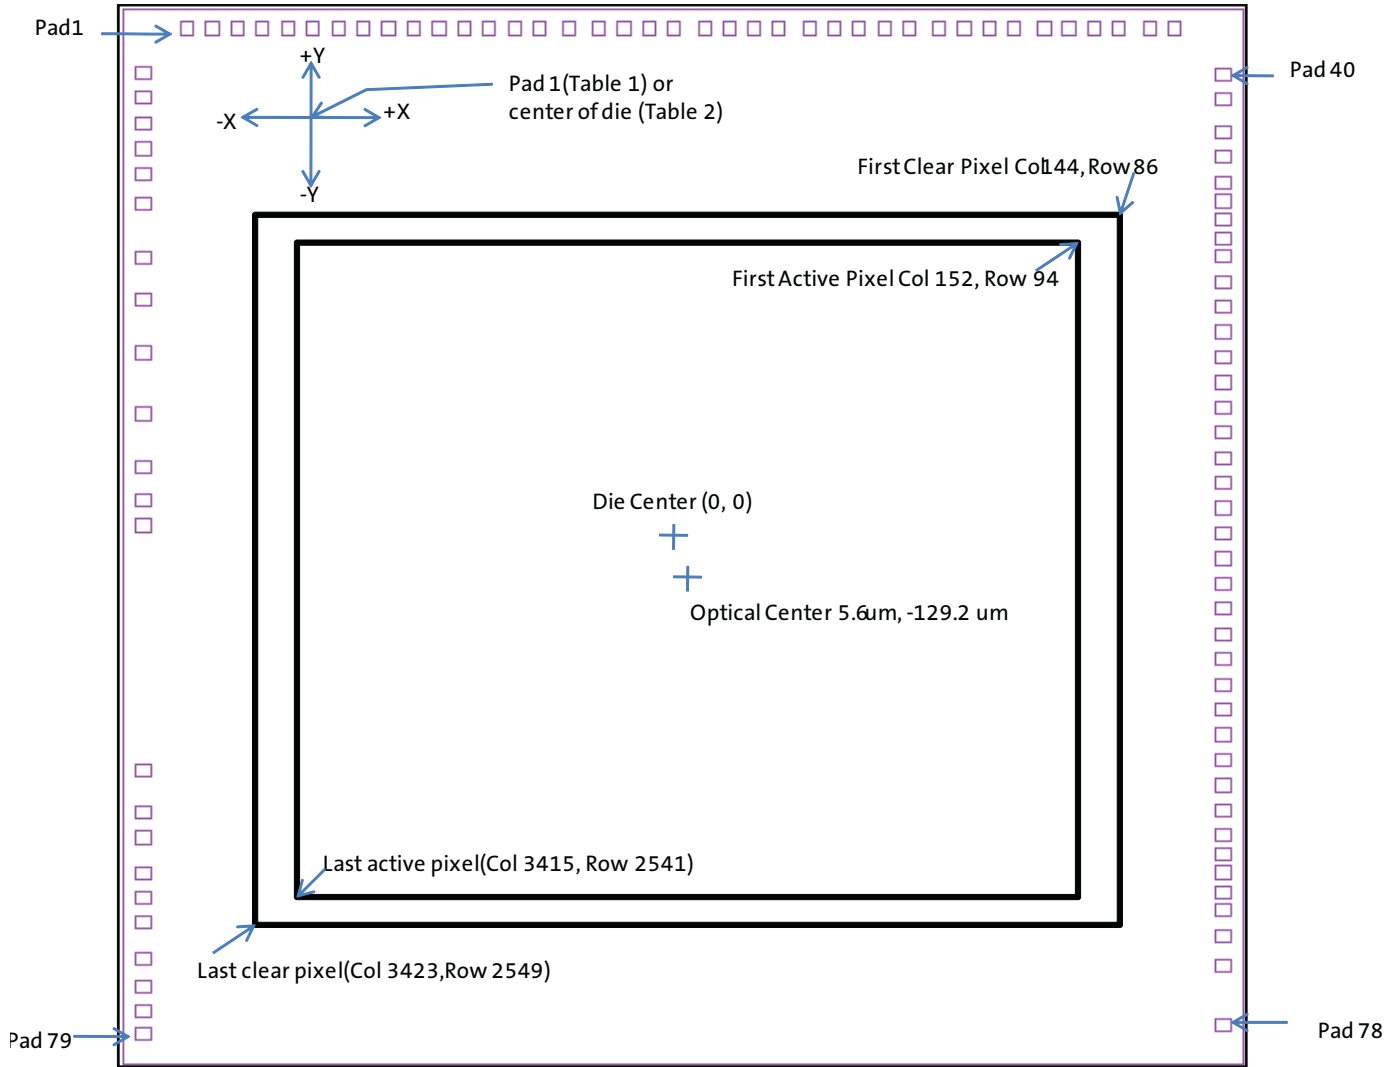 Pad1
+Y
Pad 1(Table 1) or
center of die (Table 2)
-X
+X
-Y
Pad 40
First Clear Pixel Col144, Row 86
First Active Pixel Col 152, Row 94
Die Center (0, 0)
Optical Center 5.6um, -129.2 um
Last active pixel(Col 3415, Row 2541)
Last clear pixel(Col 3423,Row 2549)
Pad 79
Pad 78